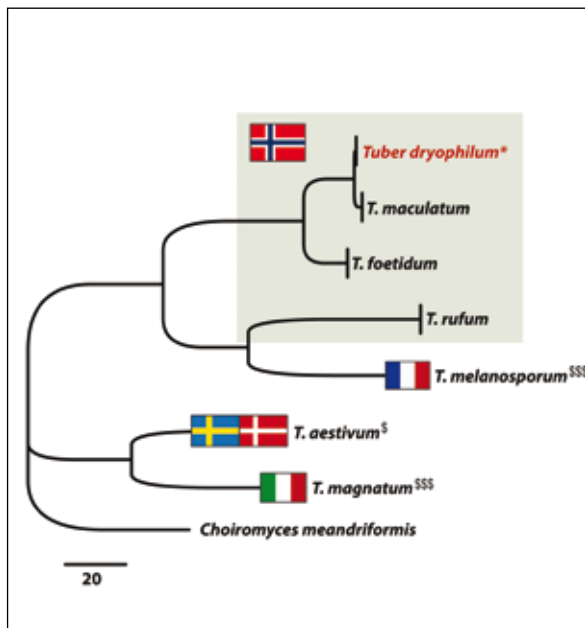 Tuber dryophilum*
T. maculatum
T. foetidum
T. rufum
T. melanosporum$$$
T. aestivum$
T. magnatum$$$
Choiromyces meandriformis
20